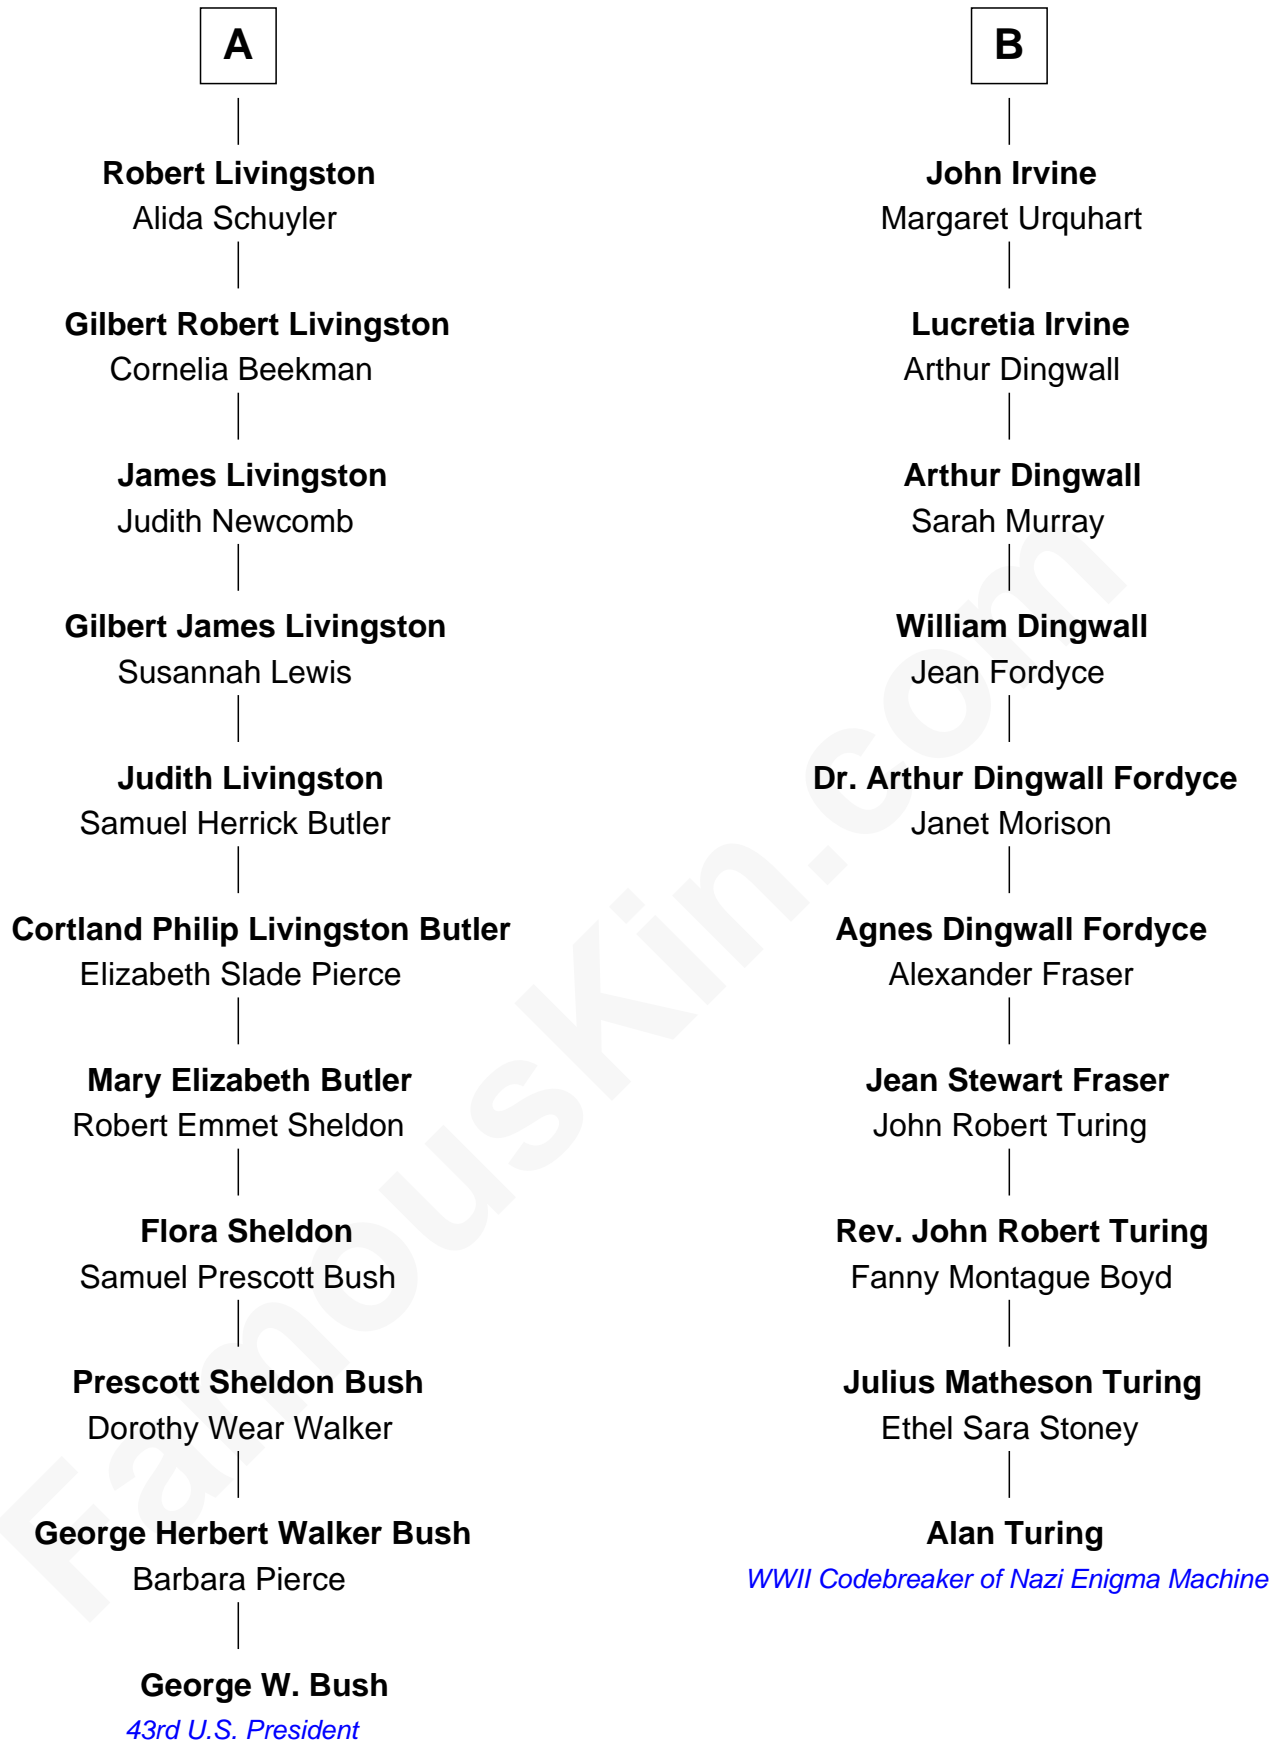 A
Robert Livingston
Alida Schuyler
Gilbert Robert Livingston
Cornelia Beekman
James Livingston
Judith Newcomb
Gilbert James Livingston
Susannah Lewis
Judith Livingston
Samuel Herrick Butler
Cortland Philip Livingston Butler
Elizabeth Slade Pierce
Mary Elizabeth Butler
Robert Emmet Sheldon
Flora Sheldon
Samuel Prescott Bush
Prescott Sheldon Bush
Dorothy Wear Walker
George Herbert Walker Bush
Barbara Pierce
George W. Bush
43rd U.S. President
B
John Irvine
Margaret Urquhart
Lucretia Irvine
Arthur Dingwall
Arthur Dingwall
Sarah Murray
William Dingwall
Jean Fordyce
Dr. Arthur Dingwall Fordyce
Janet Morison
Agnes Dingwall Fordyce
Alexander Fraser
Jean Stewart Fraser
John Robert Turing
Rev. John Robert Turing
Fanny Montague Boyd
Julius Matheson Turing
Ethel Sara Stoney
Alan Turing
WWII Codebreaker of Nazi Enigma Machine
FamousKin.com